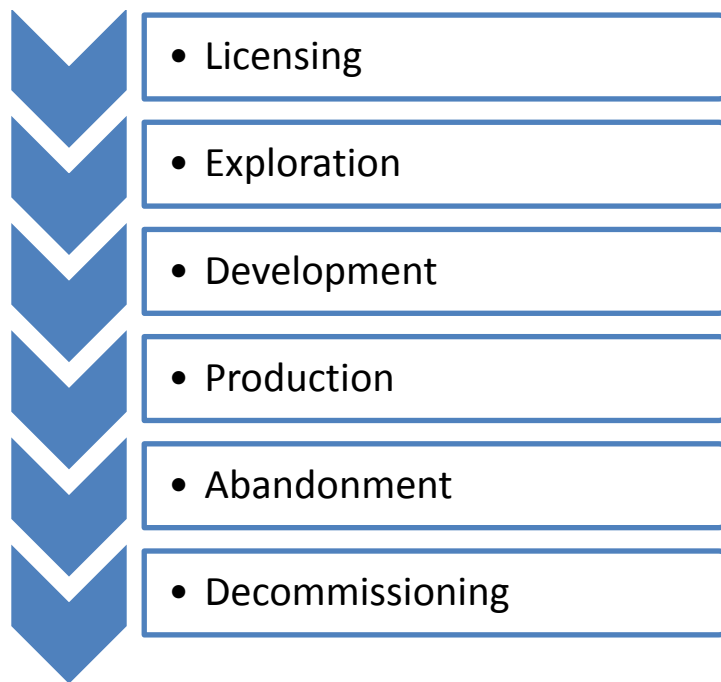 • Licensing
• Exploration
• Development
• Production
• Abandonment
• Decommissioning